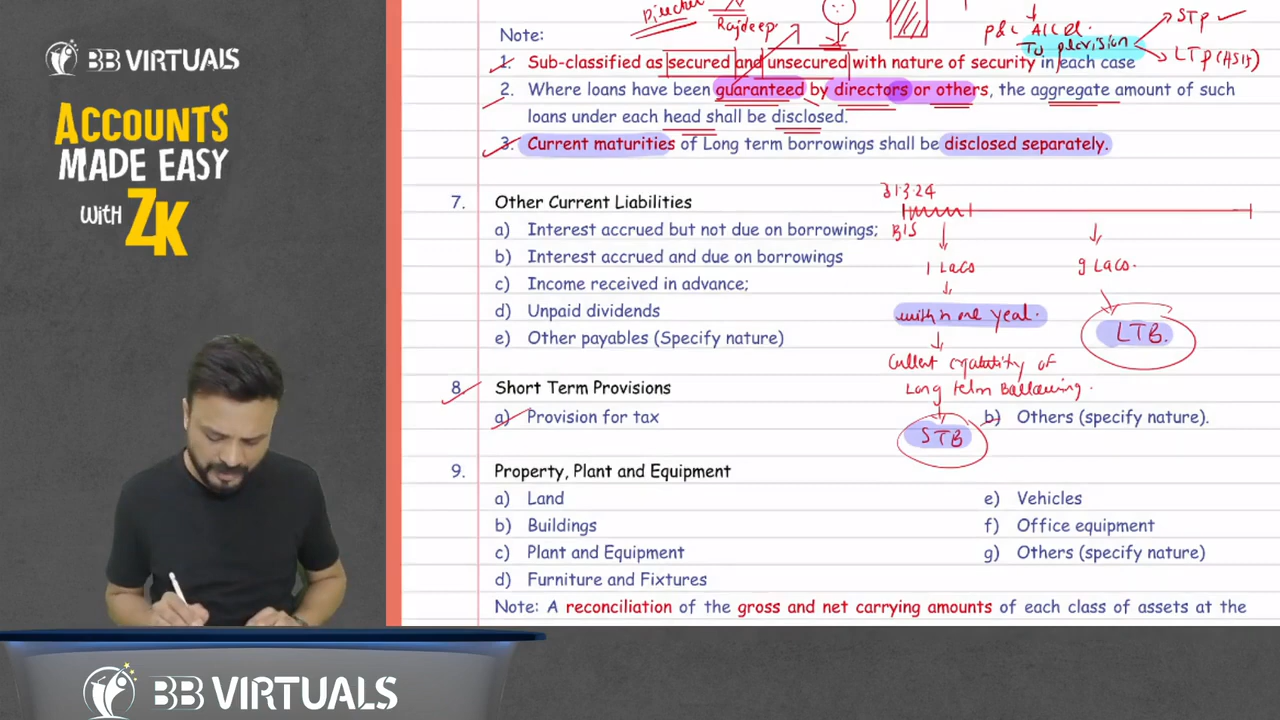 BB VIRTUALS
ACCOUNTS
MADE EASY
with ZK
Director
Rajdeep
P&L A/c Dr.
To provision
STP
LTP
Note:
1. Sub-classified as secured and unsecured with nature of security in each case
2. Where loans have been guaranteed by directors or others, the aggregate amount of such
loans under each head shall be disclosed.
3. Current maturities of Long term borrowings shall be disclosed separately.
31.3.24
B/S
1 Lacs
9 Lacs.
within one year.
LTB.
Current maturity of
Long term Borrowing.
STB
7. Other Current Liabilities
a) Interest accrued but not due on borrowings;
b) Interest accrued and due on borrowings
c) Income received in advance;
d) Unpaid dividends
e) Other payables (Specify nature)
8. Short Term Provisions
a) Provision for tax b) Others (specify nature).
9. Property, Plant and Equipment
a) Land e) Vehicles
b) Buildings f) Office equipment
c) Plant and Equipment g) Others (specify nature)
d) Furniture and Fixtures
Note: A reconciliation of the gross and net carrying amounts of each class of assets at the
BB VIRTUALS